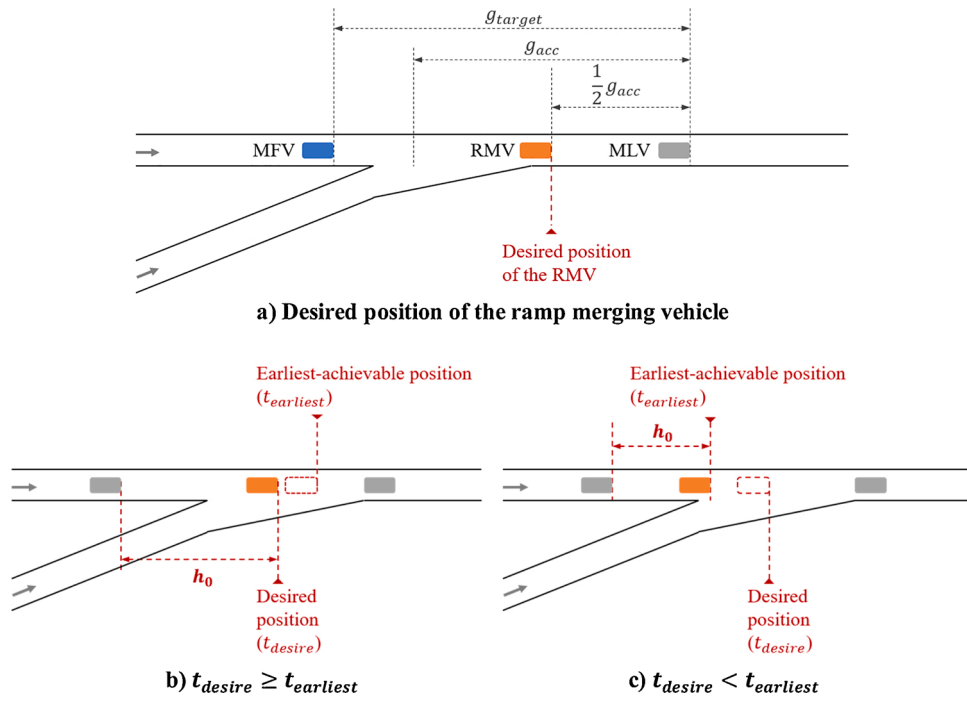 g_target
g_acc
1/2 g_acc
MFV
RMV
MLV
Desired position
of the RMV
a) Desired position of the ramp merging vehicle
Earliest-achievable position
(t_earliest)
h_0
Desired
position
(t_desire)
b) t_desire ≥ t_earliest
Earliest-achievable position
(t_earliest)
h_0
Desired
position
(t_desire)
c) t_desire < t_earliest